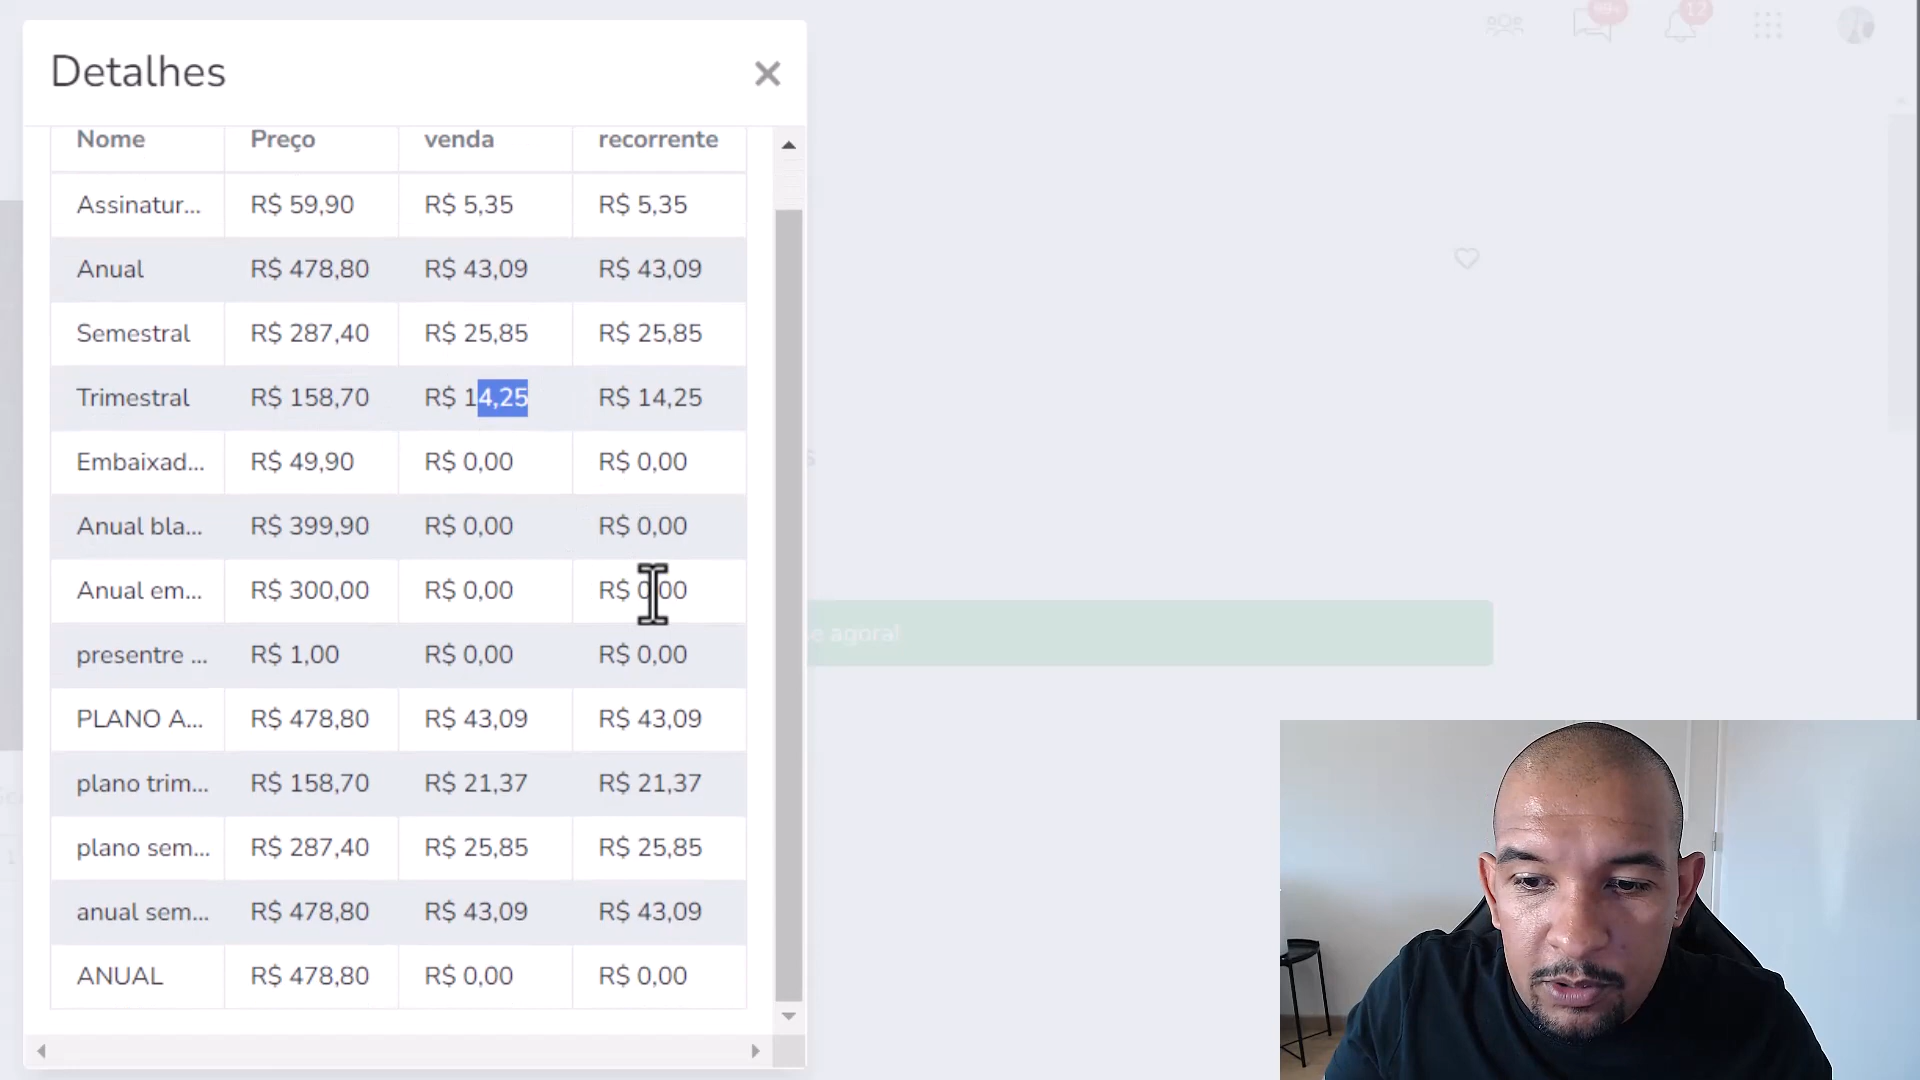 99+
12
Detalhes ×
Nome Preço venda recorrente
Assinatur... R$ 59,90 R$ 5,35 R$ 5,35
Anual R$ 478,80 R$ 43,09 R$ 43,09
Semestral R$ 287,40 R$ 25,85 R$ 25,85
Trimestral R$ 158,70 R$ 14,25 R$ 14,25
Embaixad... R$ 49,90 R$ 0,00 R$ 0,00
Anual bla... R$ 399,90 R$ 0,00 R$ 0,00
Anual em... R$ 300,00 R$ 0,00 R$ 0,00
presentre ... R$ 1,00 R$ 0,00 R$ 0,00
PLANO A... R$ 478,80 R$ 43,09 R$ 43,09
plano trim... R$ 158,70 R$ 21,37 R$ 21,37
plano sem... R$ 287,40 R$ 25,85 R$ 25,85
anual sem... R$ 478,80 R$ 43,09 R$ 43,09
ANUAL R$ 478,80 R$ 0,00 R$ 0,00
e agora!